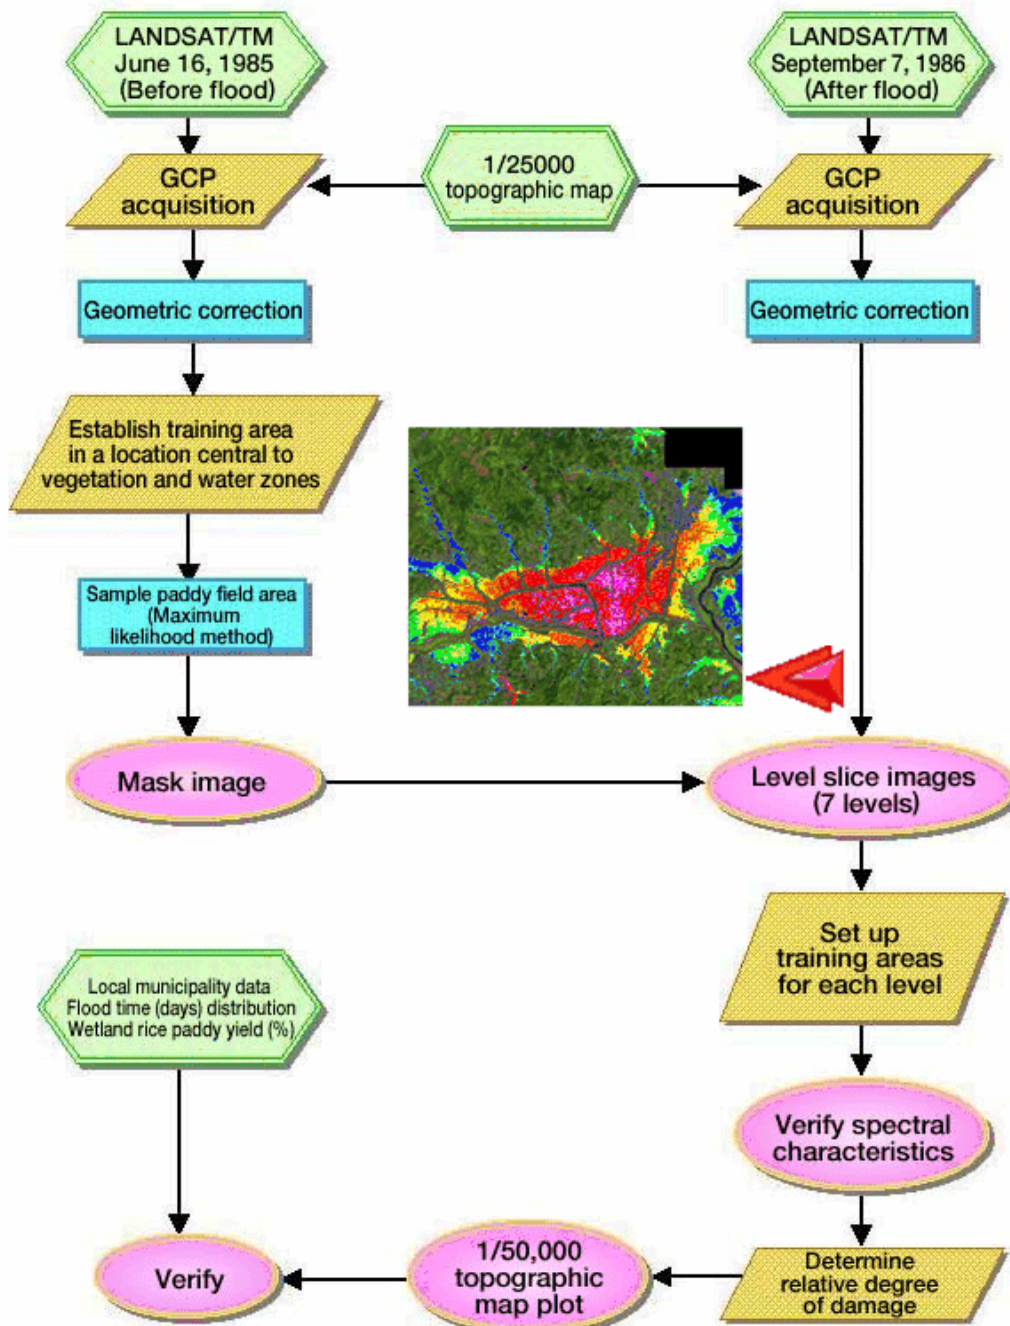 LANDSAT/TM
June 16, 1985
(Before flood)
LANDSAT/TM
September 7, 1986
(After flood)
1/25000
topographic map
GCP
acquisition
GCP
acquisition
Geometric correction
Geometric correction
Establish training area
in a location central to
vegetation and water zones
Sample paddy field area
(Maximum
likelihood method)
Mask image
Level slice images
(7 levels)
Set up
training areas
for each level
Local municipality data
Flood time (days) distribution
Wetland rice paddy yield (%)
Verify spectral
characteristics
Determine
relative degree
of damage
1/50,000
topographic
map plot
Verify